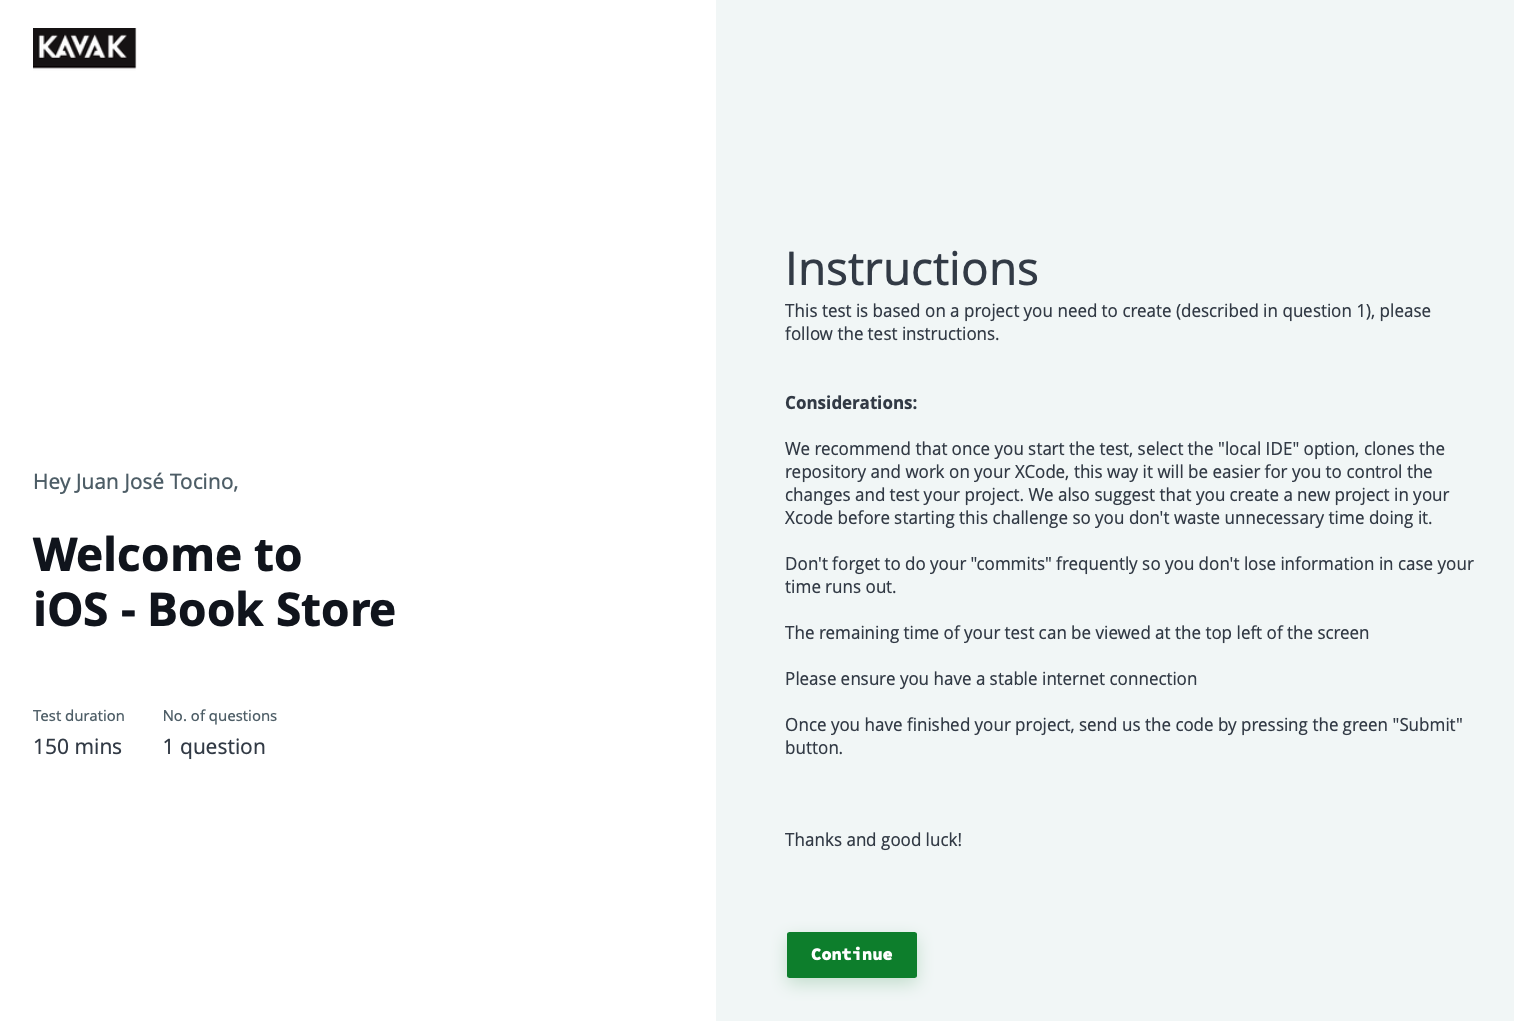 KAVAK
Hey Juan José Tocino,
Welcome to
iOS - Book Store
Test duration
No. of questions
150 mins
1 question
Instructions
This test is based on a project you need to create (described in question 1), please
follow the test instructions.
Considerations:
We recommend that once you start the test, select the "local IDE" option, clones the
repository and work on your XCode, this way it will be easier for you to control the
changes and test your project. We also suggest that you create a new project in your
Xcode before starting this challenge so you don't waste unnecessary time doing it.
Don't forget to do your "commits" frequently so you don't lose information in case your
time runs out.
The remaining time of your test can be viewed at the top left of the screen
Please ensure you have a stable internet connection
Once you have finished your project, send us the code by pressing the green "Submit"
button.
Thanks and good luck!
Continue